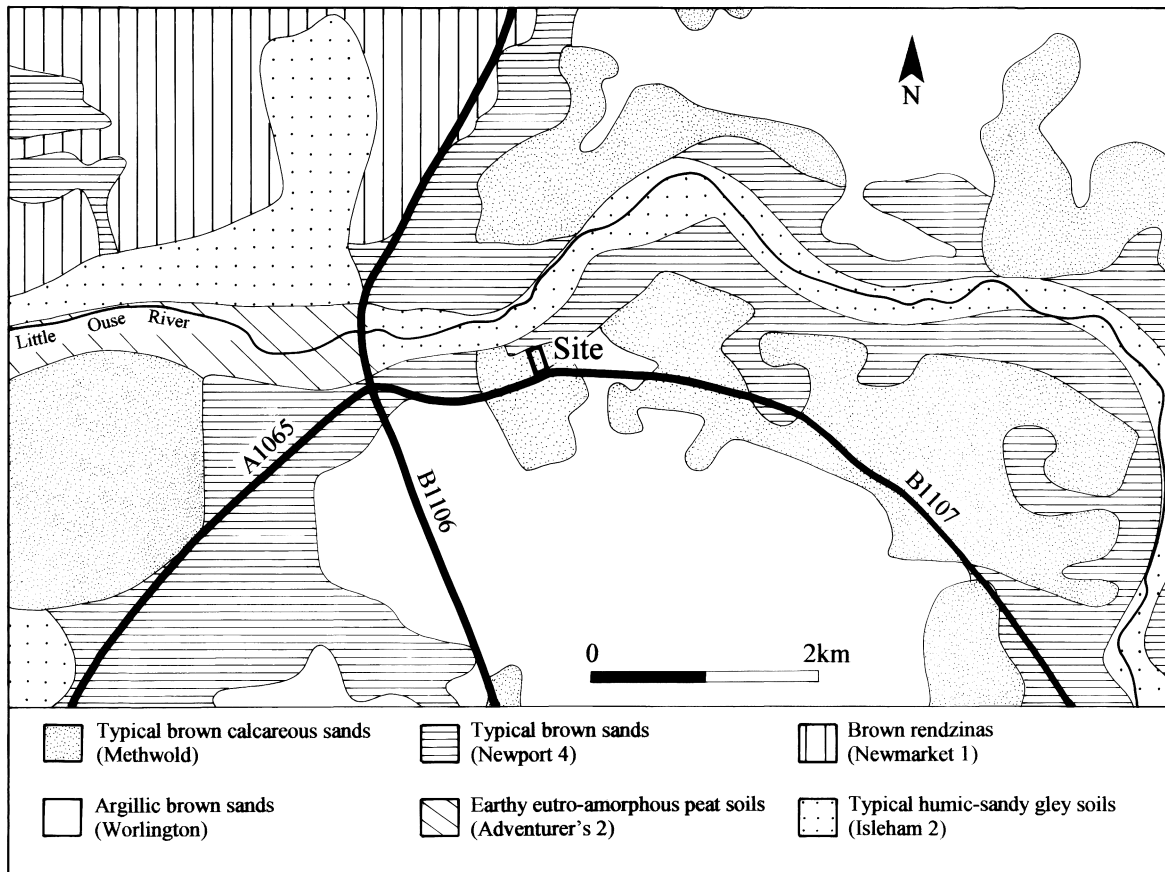 N
Little Ouse River
Site
A1065
B1106
B1107
0 2km
Typical brown calcareous sands
(Methwold)
Typical brown sands
(Newport 4)
Brown rendzinas
(Newmarket 1)
Argillic brown sands
(Worlington)
Earthy eutro-amorphous peat soils
(Adventurer's 2)
Typical humic-sandy gley soils
(Isleham 2)